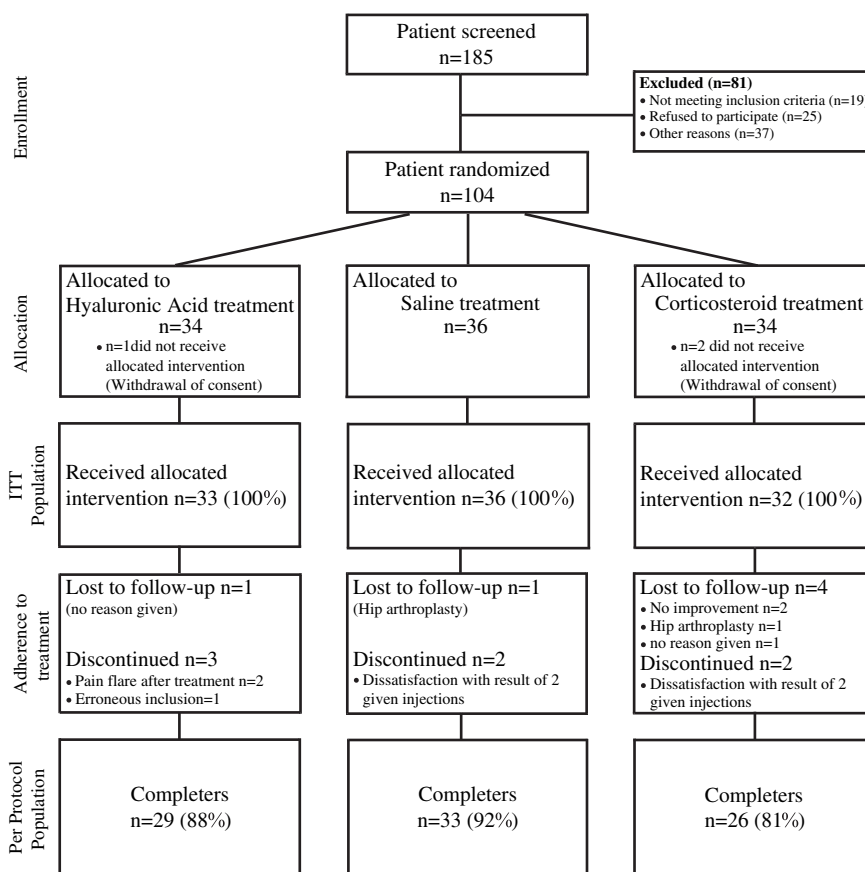 Patient screened
n=185
Enrollment
Excluded (n=81)
• Not meeting inclusion criteria (n=19)
• Refused to participate (n=25)
• Other reasons (n=37)
Patient randomized
n=104
Allocation
Allocated to
Hyaluronic Acid treatment
n=34
• n=1did not receive
allocated intervention
(Withdrawal of consent)
Allocated to
Saline treatment
n=36
Allocated to
Corticosteroid treatment
n=34
• n=2 did not receive
allocated intervention
(Withdrawal of consent)
ITT
Population
Received allocated
intervention n=33 (100%)
Received allocated
intervention n=36 (100%)
Received allocated
intervention n=32 (100%)
Adherence to
treatment
Lost to follow-up n=1
(no reason given)
Discontinued n=3
• Pain flare after treatment n=2
• Erroneous inclusion=1
Lost to follow-up n=1
(Hip arthroplasty)
Discontinued n=2
• Dissatisfaction with result of 2
given injections
Lost to follow-up n=4
• No improvement n=2
• Hip arthroplasty n=1
• no reason given n=1
Discontinued n=2
• Dissatisfaction with result of 2
given injections
Per Protocol
Population
Completers
n=29 (88%)
Completers
n=33 (92%)
Completers
n=26 (81%)